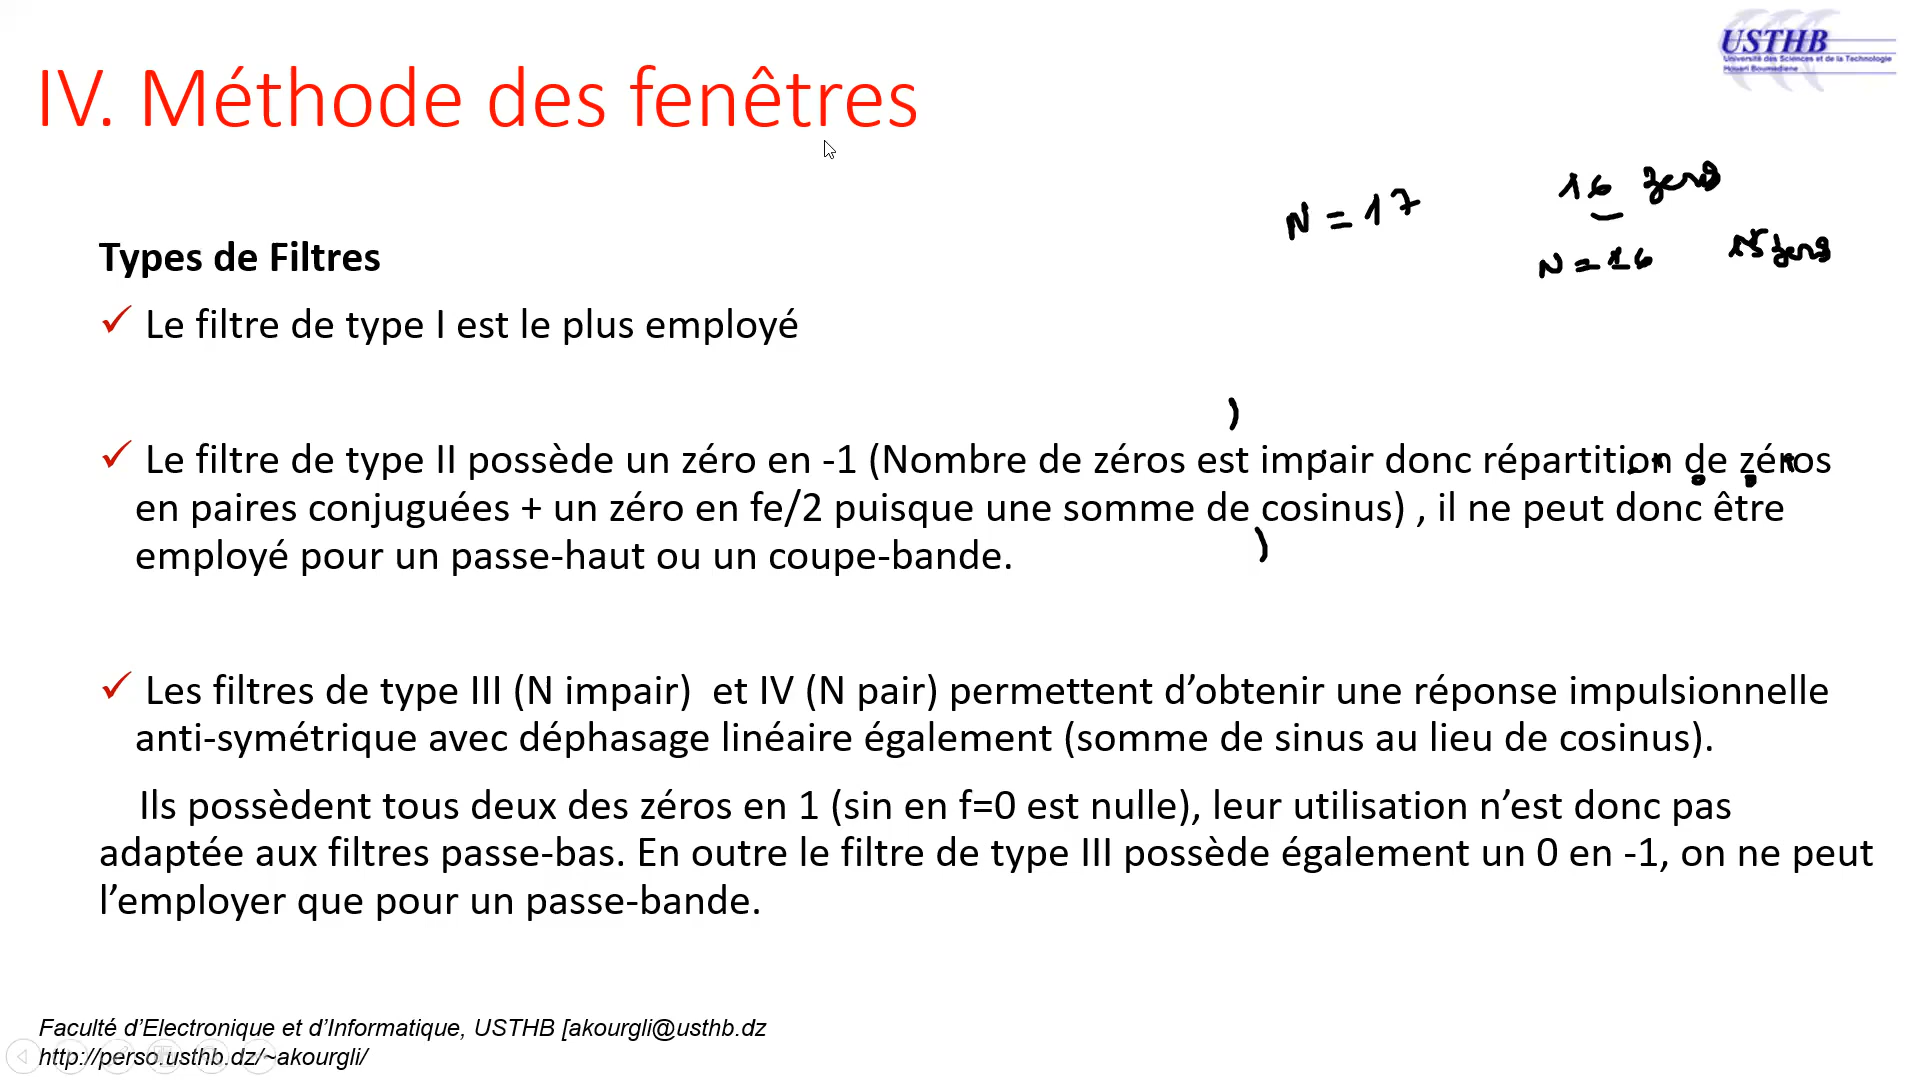 USTHB
Université des Sciences et de la Technologie
Houari Boumediene
IV. Méthode des fenêtres
N = 17
16 zeros
N = 16
15 zeros
Types de Filtres
✓ Le filtre de type I est le plus employé
✓ Le filtre de type II possède un zéro en -1 (Nombre de zéros est impair donc répartition de zéros
en paires conjuguées + un zéro en fe/2 puisque une somme de cosinus) , il ne peut donc être
employé pour un passe-haut ou un coupe-bande.
✓ Les filtres de type III (N impair) et IV (N pair) permettent d’obtenir une réponse impulsionnelle
anti-symétrique avec déphasage linéaire également (somme de sinus au lieu de cosinus).
Ils possèdent tous deux des zéros en 1 (sin en f=0 est nulle), leur utilisation n’est donc pas
adaptée aux filtres passe-bas. En outre le filtre de type III possède également un 0 en -1, on ne peut
l’employer que pour un passe-bande.
Faculté d’Electronique et d’Informatique, USTHB [akourgli@usthb.dz
http://perso.usthb.dz/~akourgli/